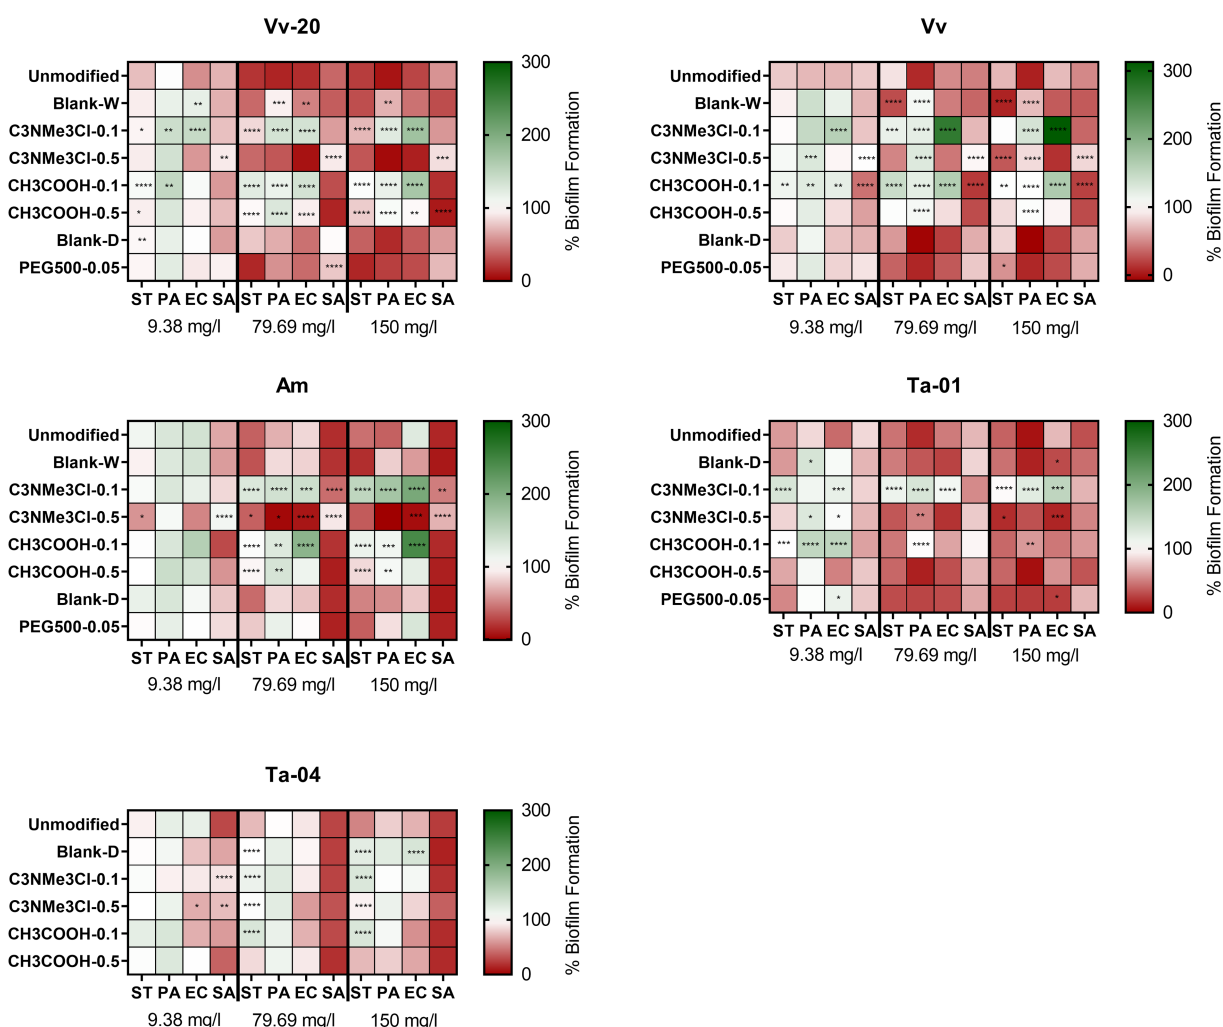 Vv-20
Unmodified
Blank-W
C3NMe3Cl-0.1
C3NMe3Cl-0.5
CH3COOH-0.1
CH3COOH-0.5
Blank-D
PEG500-0.05
** *** ** **
* ** **** **** **** **** **** **** ****
** **** ***
**** ** **** **** **** **** **** ****
* **** **** **** **** **** ** ****
**
****
ST PA EC SA ST PA EC SA ST PA EC SA
9.38 mg/l 79.69 mg/l 150 mg/l
300
200
100
0
% Biofilm Formation
Vv
Unmodified
Blank-W
C3NMe3Cl-0.1
C3NMe3Cl-0.5
CH3COOH-0.1
CH3COOH-0.5
Blank-D
PEG500-0.05
**** **** **** ****
**** *** **** **** **** ****
*** **** **** **** **** **** ****
** ** ** **** **** **** **** **** ** **** **** ****
**** ****
*
ST PA EC SA ST PA EC SA ST PA EC SA
9.38 mg/l 79.69 mg/l 150 mg/l
300
200
100
0
% Biofilm Formation
Am
Unmodified
Blank-W
C3NMe3Cl-0.1
C3NMe3Cl-0.5
CH3COOH-0.1
CH3COOH-0.5
Blank-D
PEG500-0.05
**** **** *** **** **** **** **** **
* **** * * **** **** *** ****
**** ** **** **** *** ****
**** ** **** **
ST PA EC SA ST PA EC SA ST PA EC SA
9.38 mg/l 79.69 mg/l 150 mg/l
300
200
100
0
% Biofilm Formation
Ta-01
Unmodified
Blank-D
C3NMe3Cl-0.1
C3NMe3Cl-0.5
CH3COOH-0.1
CH3COOH-0.5
PEG500-0.05
* *
**** *** **** **** **** **** **** ***
* * ** * ***
*** **** **** **** **
* *
ST PA EC SA ST PA EC SA ST PA EC SA
9.38 mg/l 79.69 mg/l 150 mg/l
300
200
100
0
% Biofilm Formation
Ta-04
Unmodified
Blank-D
C3NMe3Cl-0.1
C3NMe3Cl-0.5
CH3COOH-0.1
CH3COOH-0.5
**** **** ****
**** **** ****
* ** **** ****
**** ****
ST PA EC SA ST PA EC SA ST PA EC SA
9.38 mg/l 79.69 mg/l 150 mg/l
300
200
100
0
% Biofilm Formation